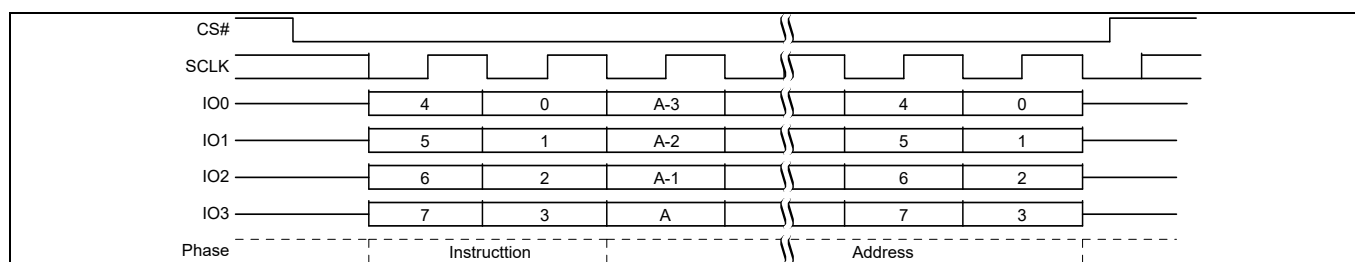 CS#
SCLK
IO0 4 0 A-3 4 0
IO1 5 1 A-2 5 1
IO2 6 2 A-1 6 2
IO3 7 3 A 7 3
Phase Instructtion Address